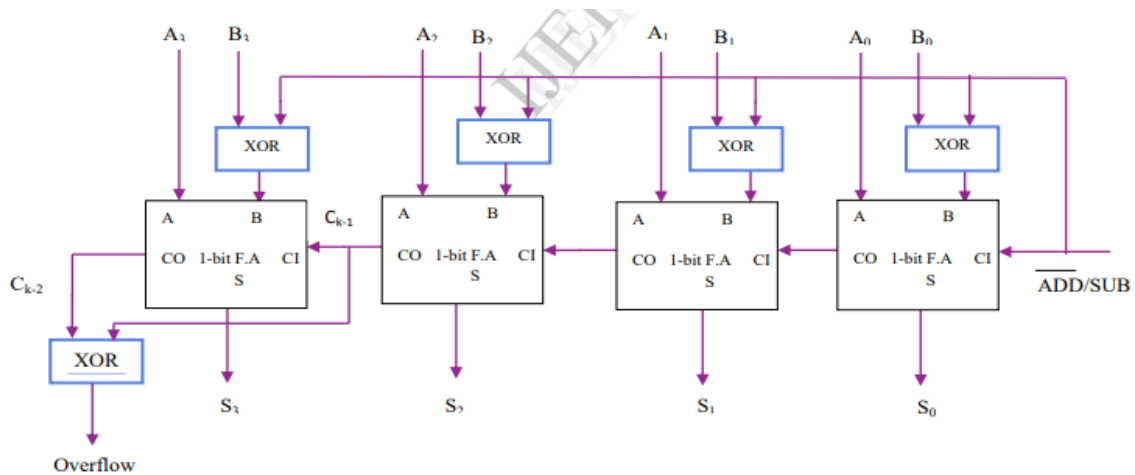 A₃ B₃ A₂ B₂ A₁ B₁ A₀ B₀
IJER
XOR XOR XOR XOR
A B A B A B A B
CO 1-bit F.A CI CO 1-bit F.A CI CO 1-bit F.A CI CO 1-bit F.A CI
S S S S
Cₖ₋₁
Cₖ₋₂
ADD/SUB
XOR
S₃ S₂ S₁ S₀
Overflow